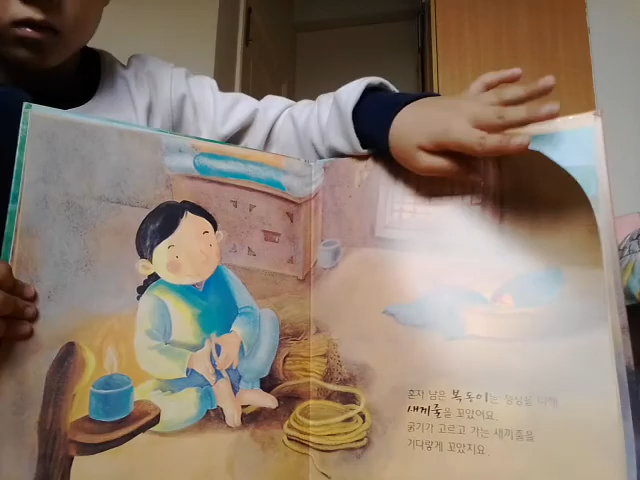 혼자 남은 복동이는 정성을 다해
새끼줄을 꼬았어요.
굵기가 고르고 가는 새끼줄을
기다랗게 꼬았지요.